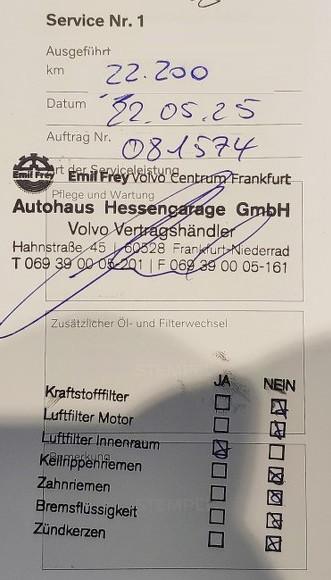 Service Nr. 1
Ausgeführt
km 22.200
Datum 22.05.25
Auftrag Nr. 081574
Art der Serviceleistung
Emil Frey Emil Frey Volvo Centrum Frankfurt
Pflege und Wartung
Autohaus Hessengarage GmbH
Volvo Vertragshändler
Hahnstraße 45 | 60528 Frankfurt-Niederrad
T 069 39 00 05-201 | F 069 39 00 05-161
Zusätzlicher Öl- und Filterwechsel
JA NEIN
Kraftstofffilter
Luftfilter Motor
Luftfilter Innenraum
Bemerkung
Keilrippenriemen
Zahnriemen
Bremsflüssigkeit
Zündkerzen